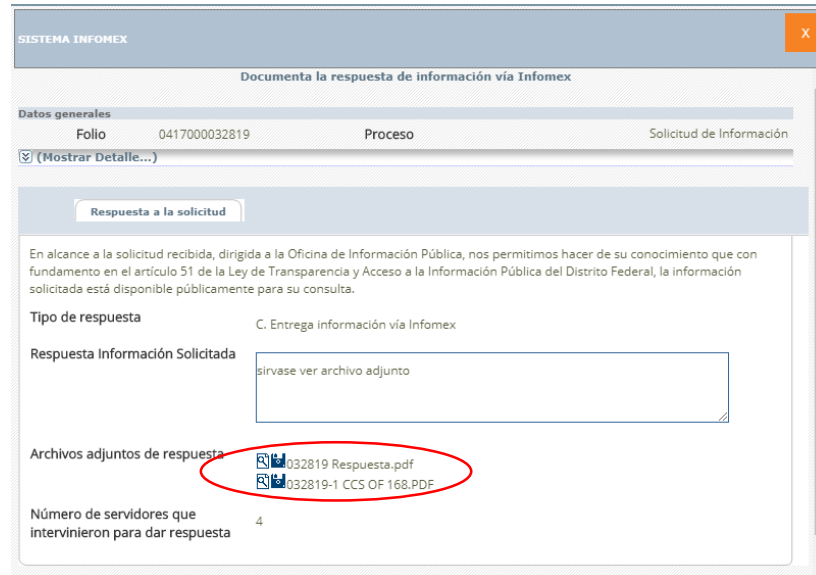 SISTEMA INFOMEX
X
Documenta la respuesta de información vía Infomex
Datos generales
Folio 0417000032819 Proceso Solicitud de Información
(Mostrar Detalle...)
Respuesta a la solicitud
En alcance a la solicitud recibida, dirigida a la Oficina de Información Pública, nos permitimos hacer de su conocimiento que con
fundamento en el artículo 51 de la Ley de Transparencia y Acceso a la Información Pública del Distrito Federal, la información
solicitada está disponible públicamente para su consulta.
Tipo de respuesta C. Entrega información vía Infomex
Respuesta Información Solicitada sirvase ver archivo adjunto
Archivos adjuntos de respuesta 032819 Respuesta.pdf
032819-1 CCS OF 168.PDF
Número de servidores que
intervinieron para dar respuesta 4